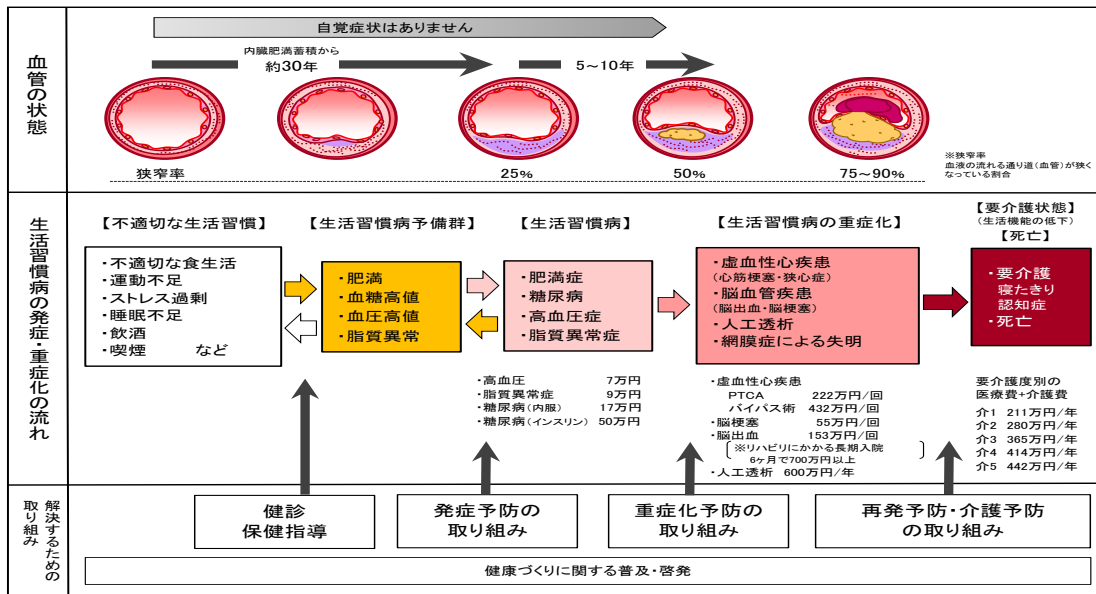 血管の状態
自覚症状はありません
内臓肥満蓄積から
約30年
5～10年
狭窄率
25%
50%
75～90%
※狭窄率
血液の流れる通り道(血管)が狭く
なっている割合
生活習慣病の発症・重症化の流れ
【不適切な生活習慣】
・不適切な食生活
・運動不足
・ストレス過剰
・睡眠不足
・飲酒
・喫煙 など
【生活習慣病予備群】
・肥満
・血糖高値
・血圧高値
・脂質異常
【生活習慣病】
・肥満症
・糖尿病
・高血圧症
・脂質異常症
【生活習慣病の重症化】
・虚血性心疾患
(心筋梗塞・狭心症)
・脳血管疾患
(脳出血・脳梗塞)
・人工透析
・網膜症による失明
【要介護状態】
(生活機能の低下)
【死亡】
・要介護
寝たきり
認知症
・死亡
・高血圧 7万円
・脂質異常症 9万円
・糖尿病(内服) 17万円
・糖尿病(インスリン) 50万円
・虚血性心疾患
PTCA 222万円/回
バイパス術 432万円/回
・脳梗塞 55万円/回
・脳出血 153万円/回
※リハビリにかかる長期入院
6ヶ月で700万円以上
・人工透析 600万円/年
要介護度別の
医療費+介護費
介1 211万円/年
介2 280万円/年
介3 365万円/年
介4 414万円/年
介5 442万円/年
解決するための
取り組み
健診
保健指導
発症予防の
取り組み
重症化予防の
取り組み
再発予防・介護予防
の取り組み
健康づくりに関する普及・啓発